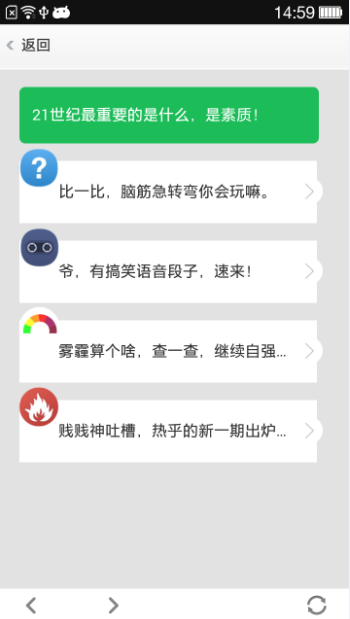 14:59
返回
21世纪最重要的是什么，是素质！
比一比，脑筋急转弯你会玩嘛。
爷，有搞笑语音段子，速来！
雾霾算个啥，查一查，继续自强...
贱贱神吐槽，热乎的新一期出炉...